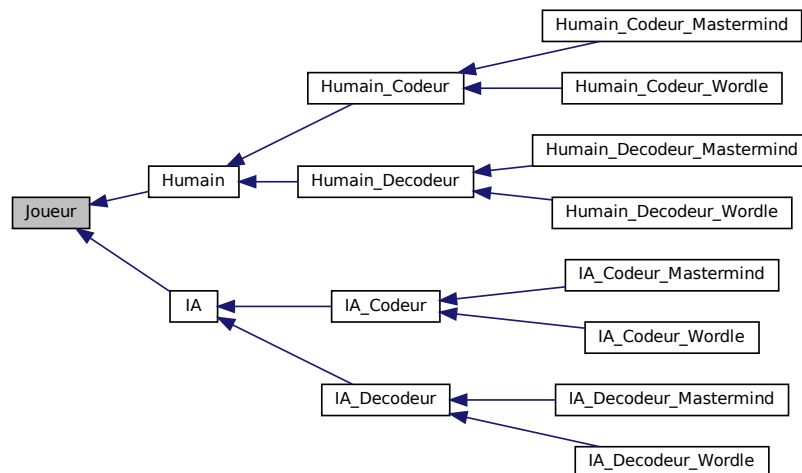 Humain_Codeur_Mastermind
Humain_Codeur
Humain_Codeur_Wordle
Humain_Decodeur_Mastermind
Humain
Humain_Decodeur
Joueur
Humain_Decodeur_Wordle
IA_Codeur_Mastermind
IA
IA_Codeur
IA_Codeur_Wordle
IA_Decodeur
IA_Decodeur_Mastermind
IA_Decodeur_Wordle